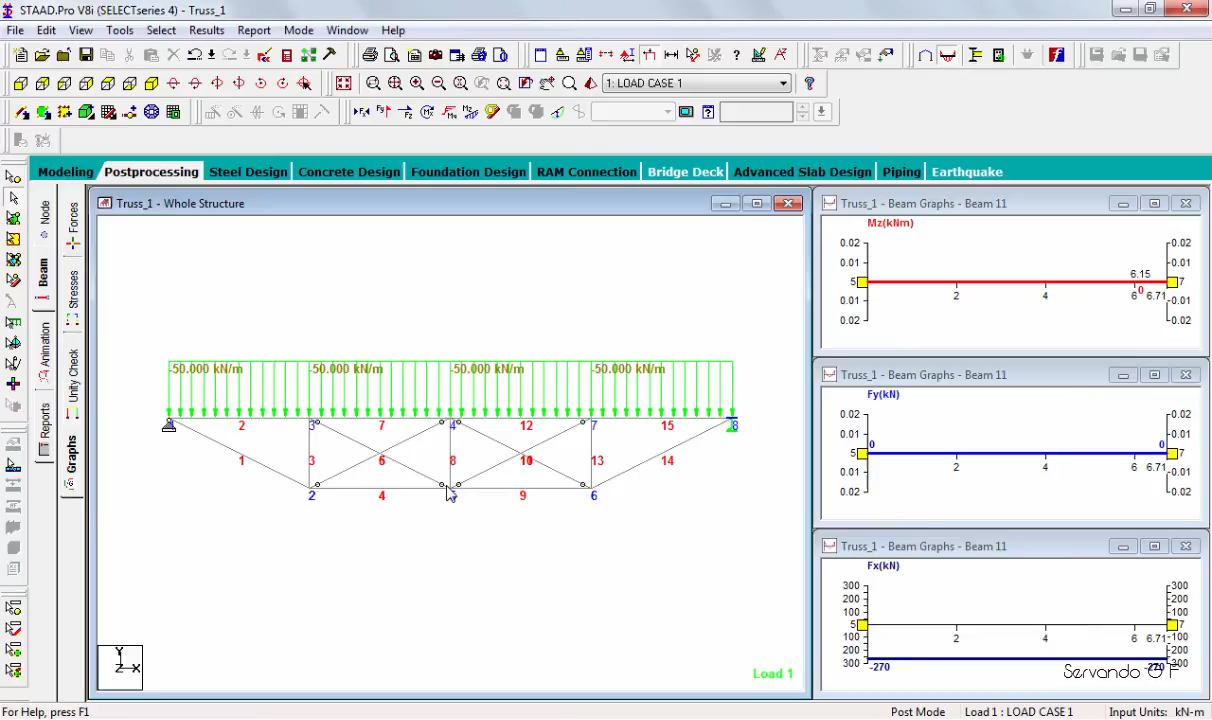 STAAD.Pro V8i (SELECTseries 4) - Truss_1
File Edit View Tools Select Results Report Mode Window Help
1: LOAD CASE 1
Modeling Postprocessing Steel Design Concrete Design Foundation Design RAM Connection Bridge Deck Advanced Slab Design Piping Earthquake
Node
Beam
Animation
Reports
Forces
Stresses
Unity Check
Graphs
Truss_1 - Whole Structure
-50.000 kN/m -50.000 kN/m -50.000 kN/m -50.000 kN/m
2 3 7 4 12 7 15 8
1 3 6 8 10 13 14
2 4 9 6
Y
Z X
Load 1
Truss_1 - Beam Graphs - Beam 11
Mz(kNm)
0.02 0.02
0.01 6.15 0.01
5 7
2 4 6 0 6.71
0.01 0.01
0.02 0.02
Truss_1 - Beam Graphs - Beam 11
Fy(kN)
0.02 0.02
0.01 0.01
0 0
5 7
2 4 6 6.71
0.01 0.01
0.02 0.02
Truss_1 - Beam Graphs - Beam 11
Fx(kN)
300 300
200 200
100 100
5 7
2 4 6 6.71
100 100
200 200
300 300
-270 -270
Servando O F
For Help, press F1
Post Mode Load 1 : LOAD CASE 1 Input Units: kN-m